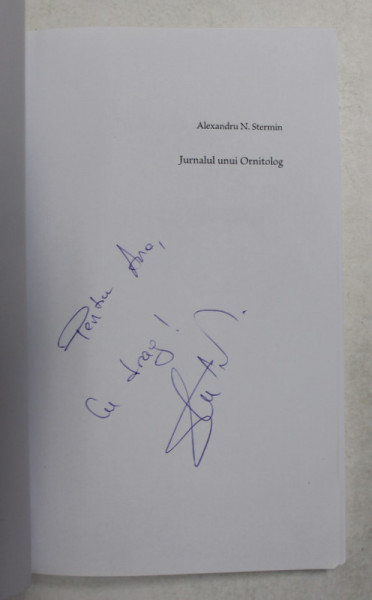 Alexandru N. Stermin
Jurnalul unui Ornitolog
Pentru Ana,
Cu drag!